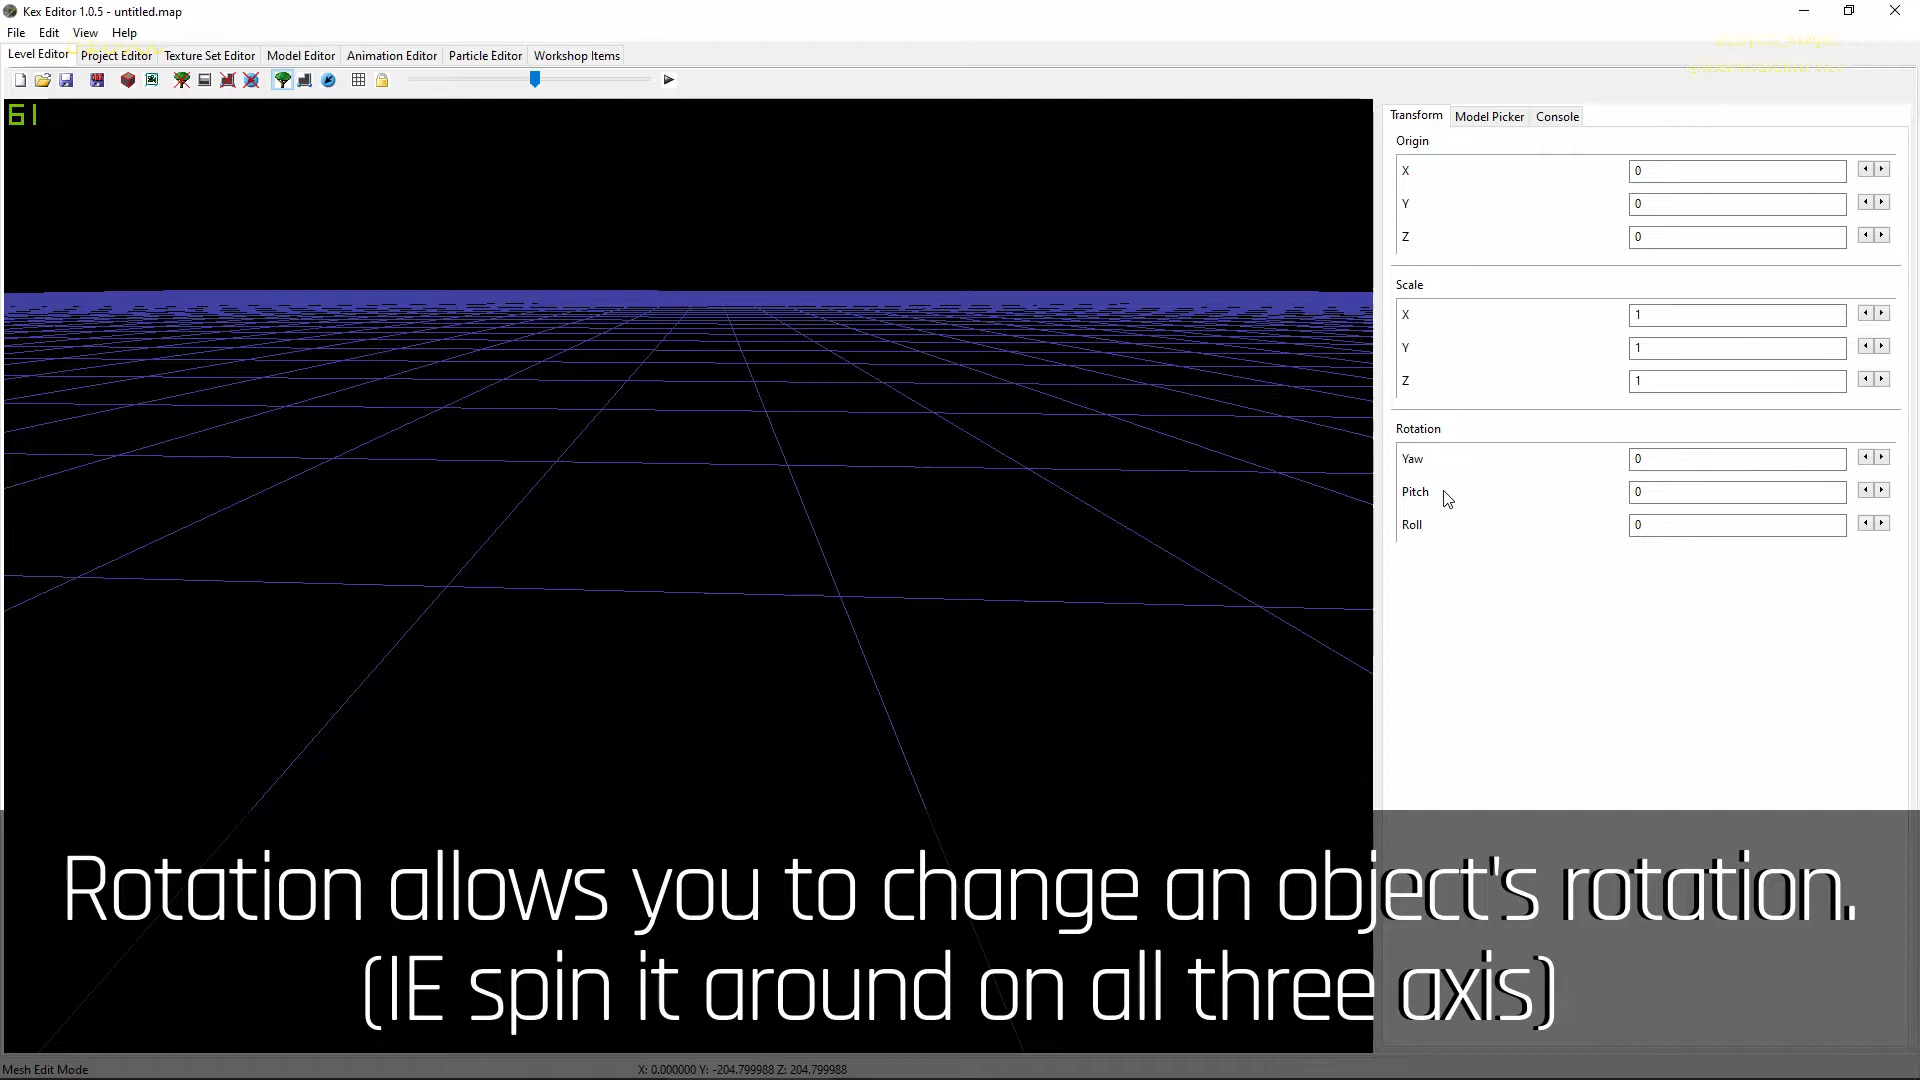 Kex Editor 1.0.5 - untitled.map
File Edit View Help
Level Editor Project Editor Texture Set Editor Model Editor Animation Editor Particle Editor Workshop Items
61
Transform Model Picker Console
Origin
X 0
Y 0
Z 0
Scale
X 1
Y 1
Z 1
Rotation
Yaw 0
Pitch 0
Roll 0
Rotation allows you to change an object's rotation.
(IE spin it around on all three axis)
Mesh Edit Mode X: 0.000000 Y: -204.799988 Z: 204.799988